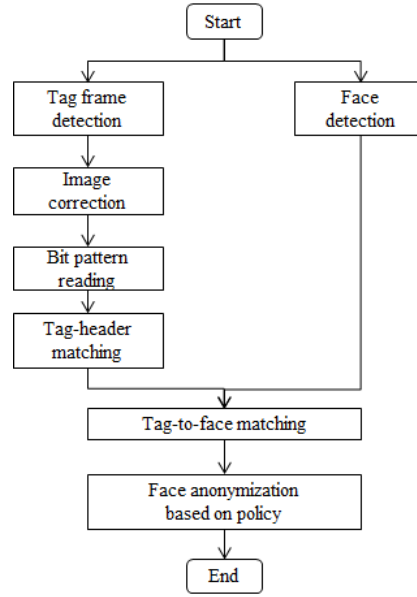 Start
Tag frame
detection
Face
detection
Image
correction
Bit pattern
reading
Tag-header
matching
Tag-to-face matching
Face anonymization
based on policy
End